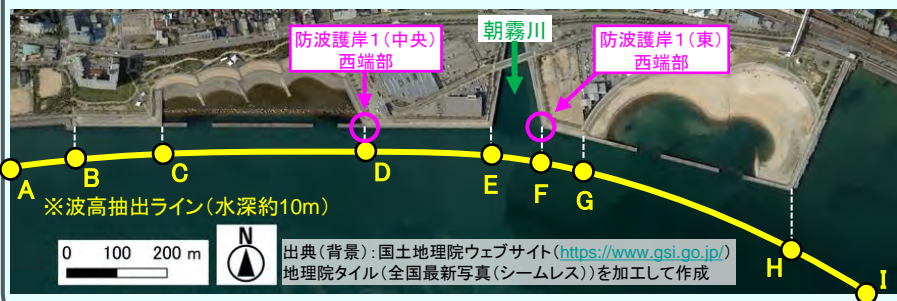 防波護岸1(中央)
西端部
朝霧川
防波護岸1(東)
西端部
A
B
C
D
E
F
G
H
I
※波高抽出ライン(水深約10m)
0 100 200 m
N
出典(背景):国土地理院ウェブサイト(https://www.gsi.go.jp/)
地理院タイル(全国最新写真(シームレス))を加工して作成